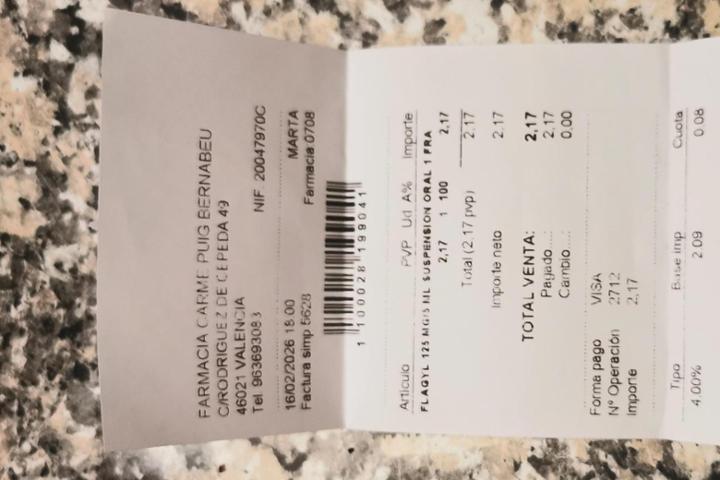 FARMACIA CARME PUIG BERNABEU
C/RODRIGUEZ DE CEPEDA 49
46021 VALENCIA
Tel. 963693083 NIF. 20047970C
16/02/2026 18:00 MARTA
Factura simp 5628 Farmacia 0708
1 100028 199041
Artículo PVP Ud A% Importe
FLAGYL 125 MG/5 ML SUSPENSION ORAL 1 FRA
2,17 1 100 2,17
Total (2.17 pvp) 2.17
Importe neto 2.17
TOTAL VENTA: 2,17
Pagado .... : 2.17
Cambio .... : 0.00
Forma pago VISA
Nº Operación 2712
Importe 2.17
Tipo Base Imp Cuota
4.00% 2.09 0.08